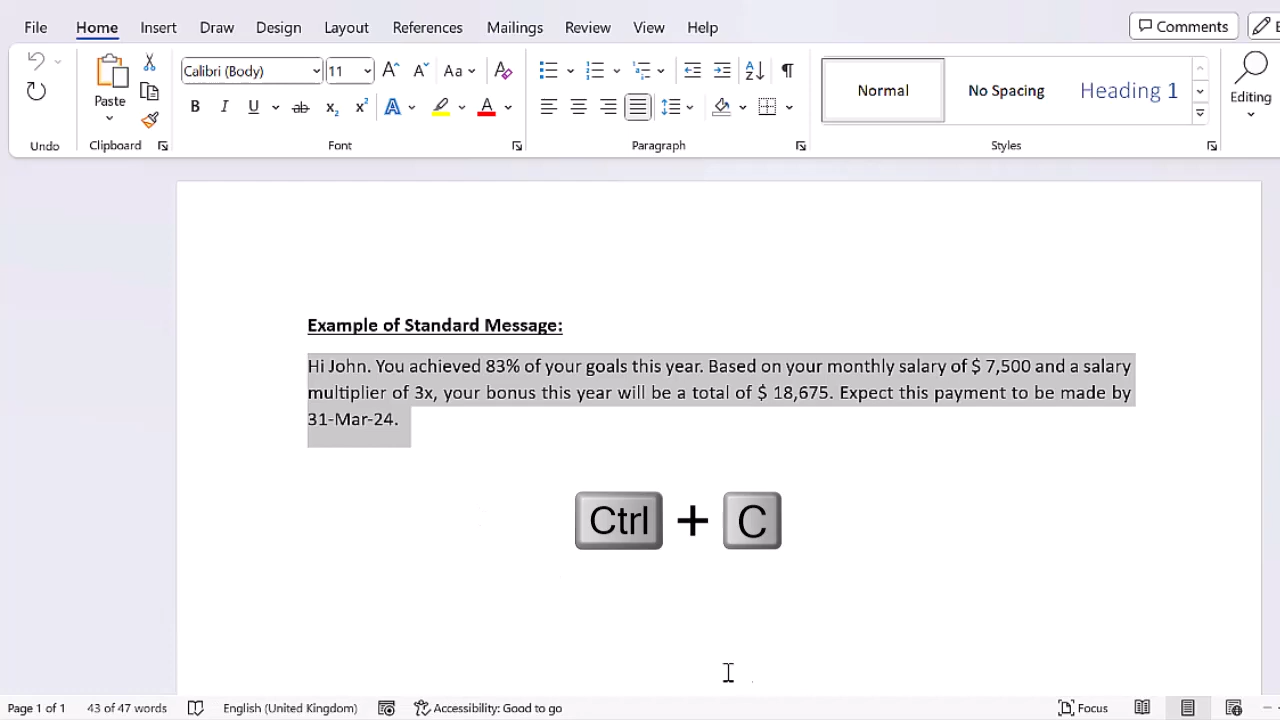 File Home Insert Draw Design Layout References Mailings Review View Help Comments
Calibri (Body) 11 Aa Normal No Spacing Heading 1
Paste B I U ab x₂ x² A A Editing
Undo Clipboard Font Paragraph Styles
Example of Standard Message:
Hi John. You achieved 83% of your goals this year. Based on your monthly salary of $ 7,500 and a salary
multiplier of 3x, your bonus this year will be a total of $ 18,675. Expect this payment to be made by
31-Mar-24.
Ctrl + C
Page 1 of 1 43 of 47 words English (United Kingdom) Accessibility: Good to go Focus